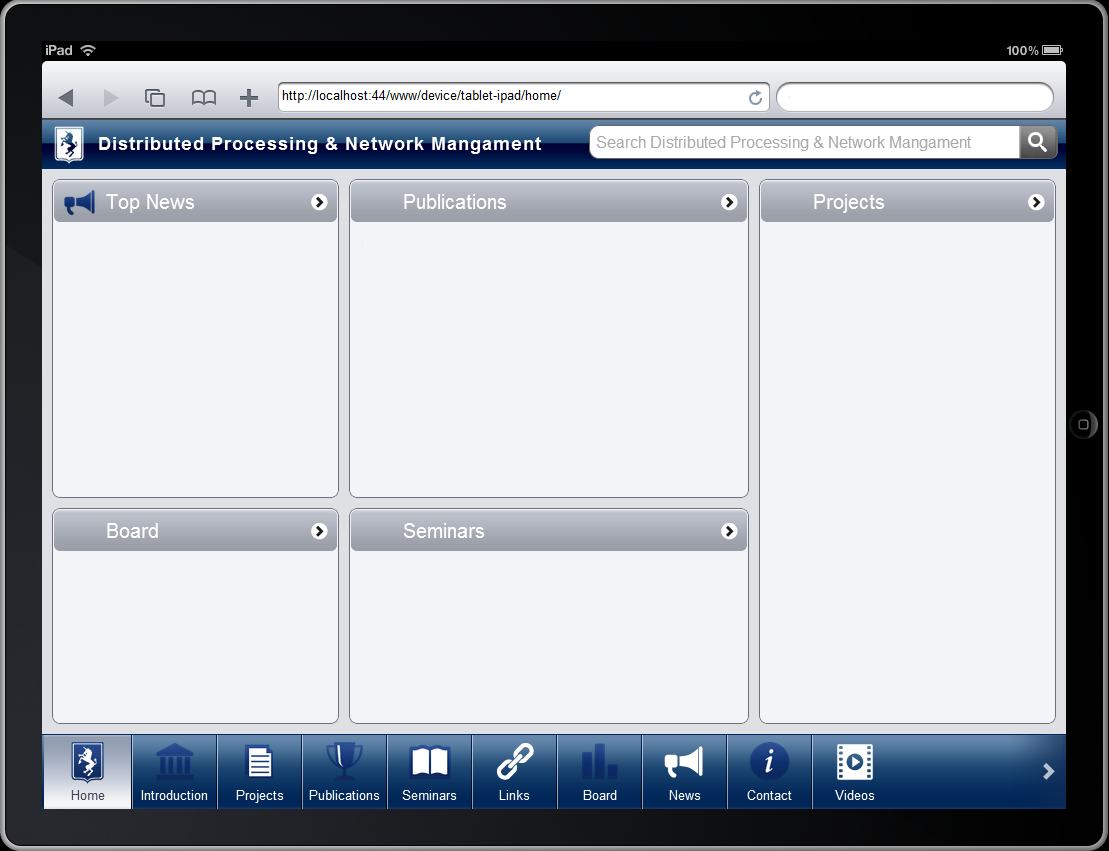 iPad
100%
http://localhost:44/www/device/tablet-ipad/home/
Distributed Processing & Network Mangament
Search Distributed Processing & Network Mangament
Top News
Publications
Projects
Board
Seminars
Home
Introduction
Projects
Publications
Seminars
Links
Board
News
Contact
Videos